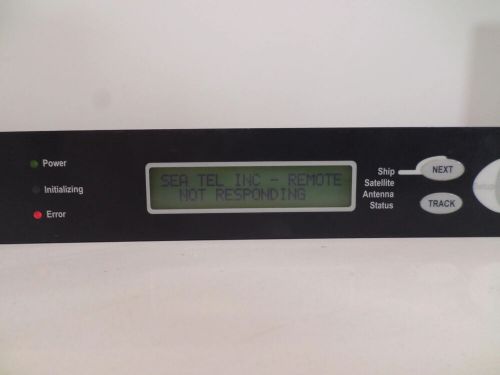 Power
Initializing
Error
SEA TEL INC - REMOTE
NOT RESPONDING
Ship
Satellite
Antenna
Status
NEXT
TRACK